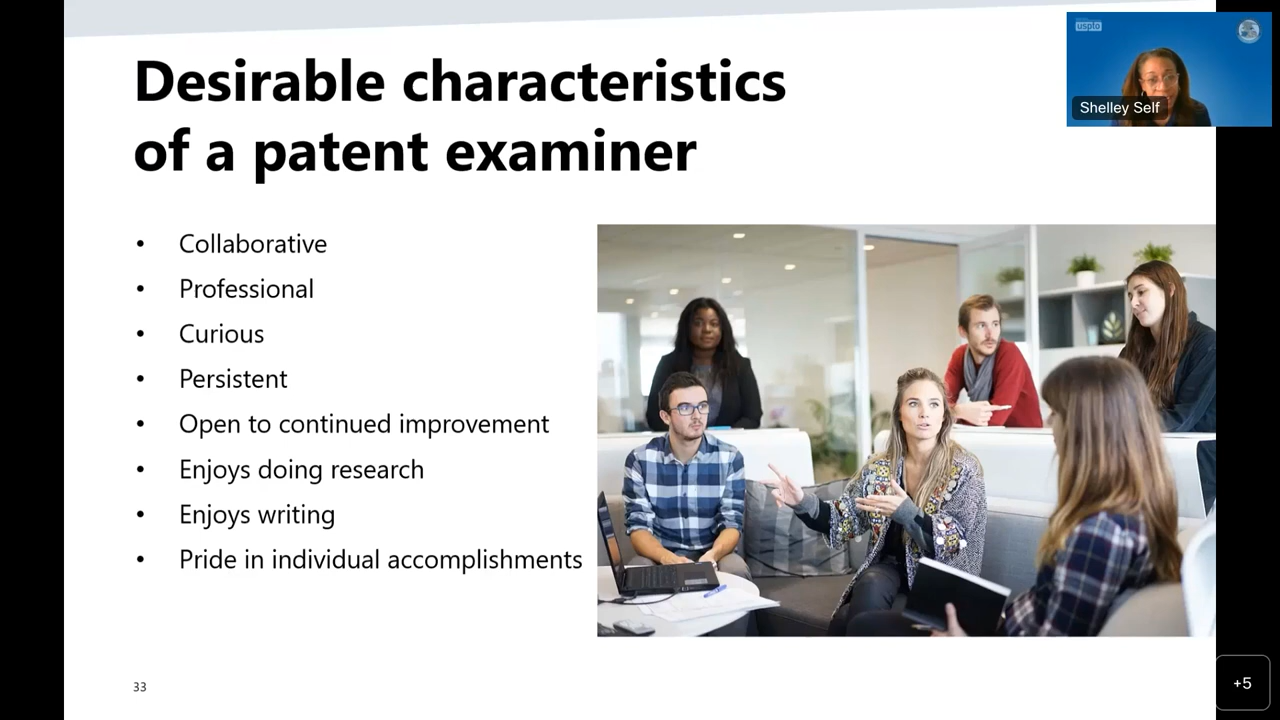 Desirable characteristics
of a patent examiner
• Collaborative
• Professional
• Curious
• Persistent
• Open to continued improvement
• Enjoys doing research
• Enjoys writing
• Pride in individual accomplishments
33
uspto
Shelley Self
+5